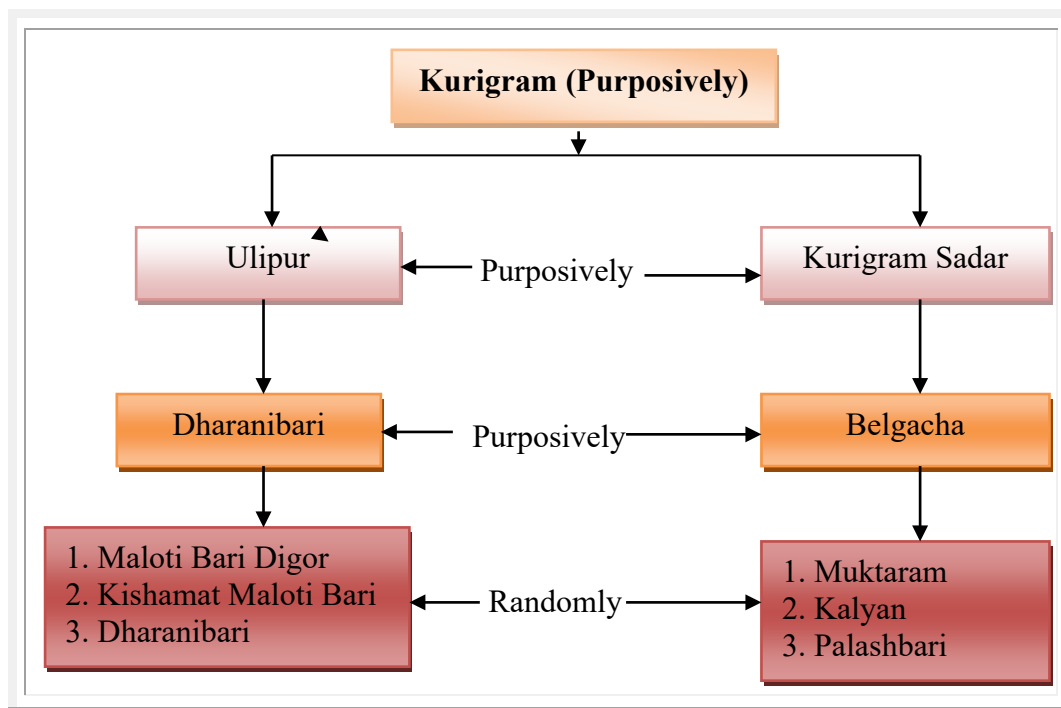 Kurigram (Purposively)
Ulipur
Purposively
Kurigram Sadar
Dharanibari
Purposively
Belgacha
1. Maloti Bari Digor
2. Kishamat Maloti Bari
3. Dharanibari
Randomly
1. Muktaram
2. Kalyan
3. Palashbari